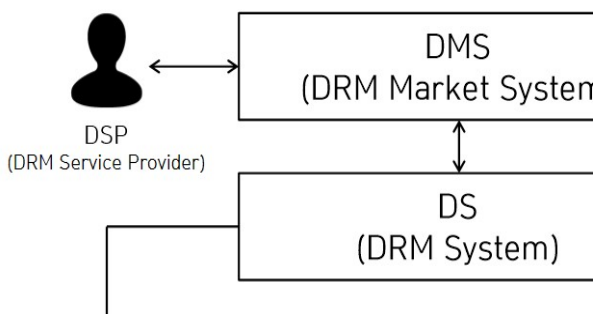 DMS
(DRM Market System
DSP
(DRM Service Provider)
DS
(DRM System)